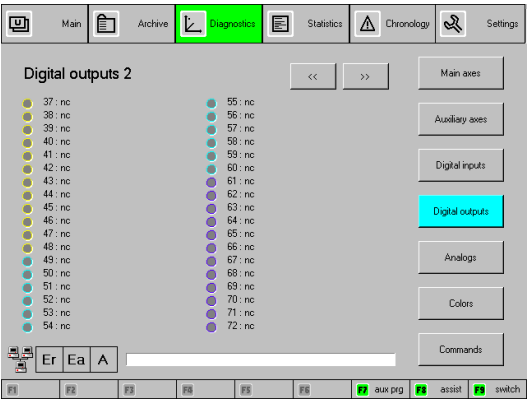 Main Archive Diagnostics Statistics Chronology Settings
Digital outputs 2
<< >>
Main axes
37 : nc 55 : nc
38 : nc 56 : nc
39 : nc 57 : nc
40 : nc 58 : nc
41 : nc 59 : nc
42 : nc 60 : nc
43 : nc 61 : nc
44 : nc 62 : nc
45 : nc 63 : nc
46 : nc 64 : nc
47 : nc 65 : nc
48 : nc 66 : nc
49 : nc 67 : nc
50 : nc 68 : nc
51 : nc 69 : nc
52 : nc 70 : nc
53 : nc 71 : nc
54 : nc 72 : nc
Auxiliary axes
Digital inputs
Digital outputs
Analogs
Colors
Commands
Er Ea A
F1 F2 F3 F4 F5 F6 F7 aux prg F8 assist F9 switch